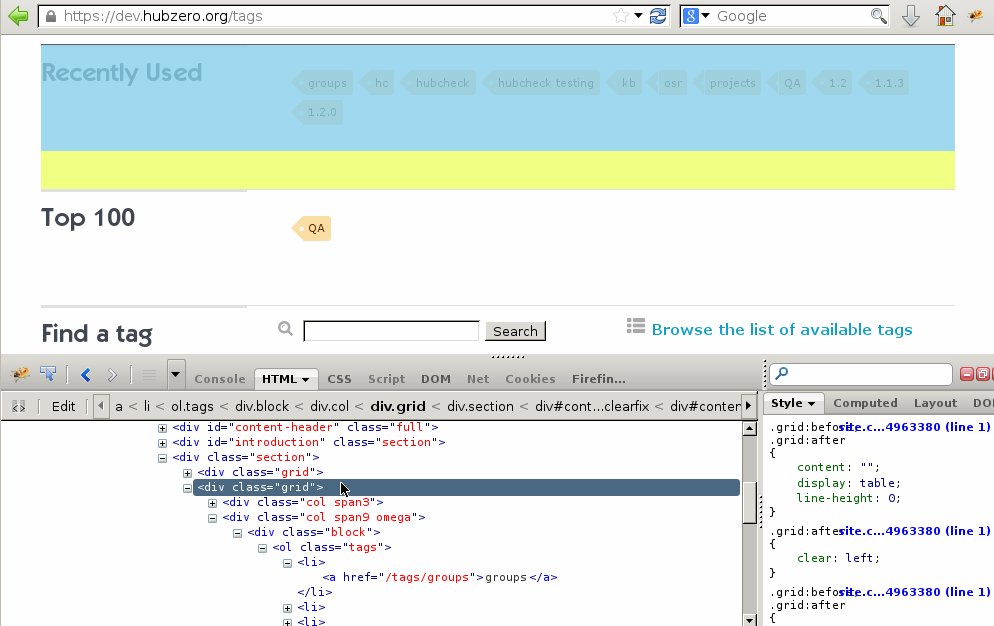 https://dev.hubzero.org/tags
8 Google
Recently Used
groups hc hubcheck hubcheck testing kb osr projects QA 1.2 1.1.3
1.2.0
Top 100
QA
Find a tag Search Browse the list of available tags
Console HTML CSS Script DOM Net Cookies Firefin...
Edit a < li < ol.tags < div.block < div.col < div.grid < div.section < div#cont...clearfix < div#conter
Style Computed Layout DO
<div id="content-header" class="full">
<div id="introduction" class="section">
<div class="section">
<div class="grid">
<div class="grid">
<div class="col span3">
<div class="col span9 omega">
<div class="block">
<ol class="tags">
<li>
<a href="/tags/groups">groups</a>
</li>
<li>
<li>
.grid:before, site.c...4963380 (line 1)
.grid:after
{
content: "";
display: table;
line-height: 0;
}
.grid:after site.c...4963380 (line 1)
{
clear: left;
}
.grid:before, site.c...4963380 (line 1)
.grid:after
{